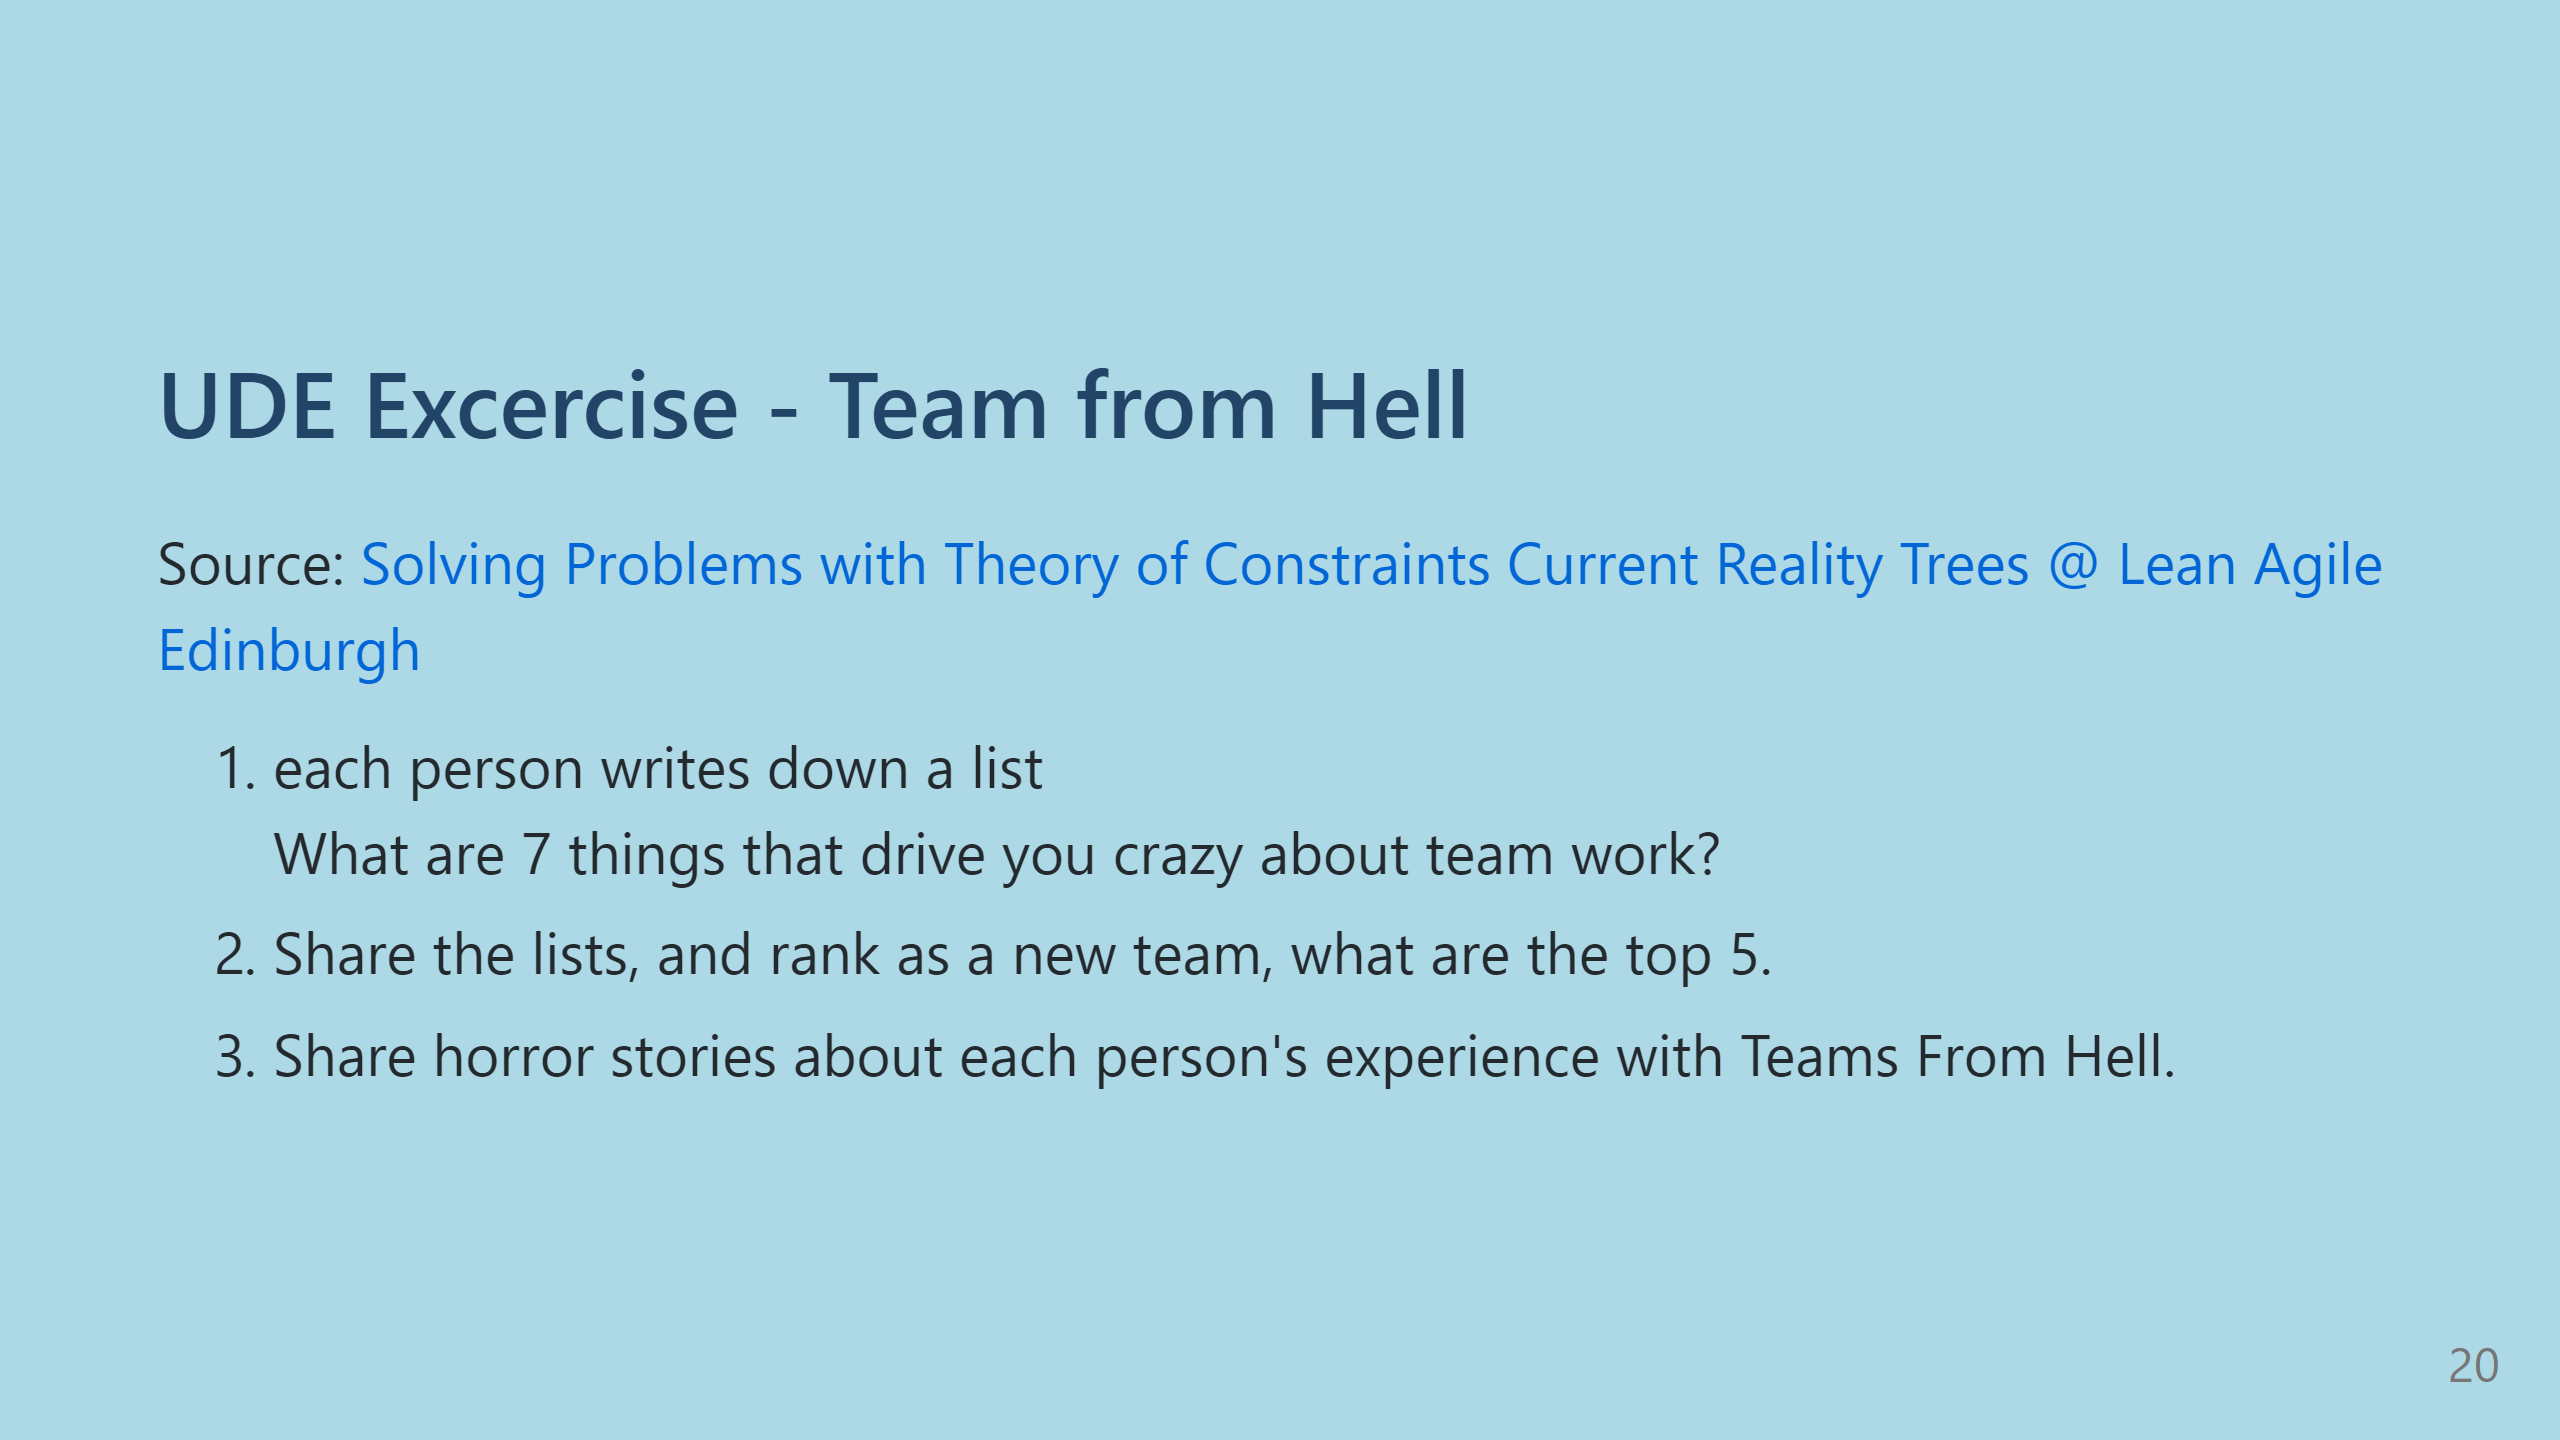 UDE Excercise - Team from Hell
Source: Solving Problems with Theory of Constraints Current Reality Trees @ Lean Agile
Edinburgh
1. each person writes down a list
What are 7 things that drive you crazy about team work?
2. Share the lists, and rank as a new team, what are the top 5.
3. Share horror stories about each person's experience with Teams From Hell.
20